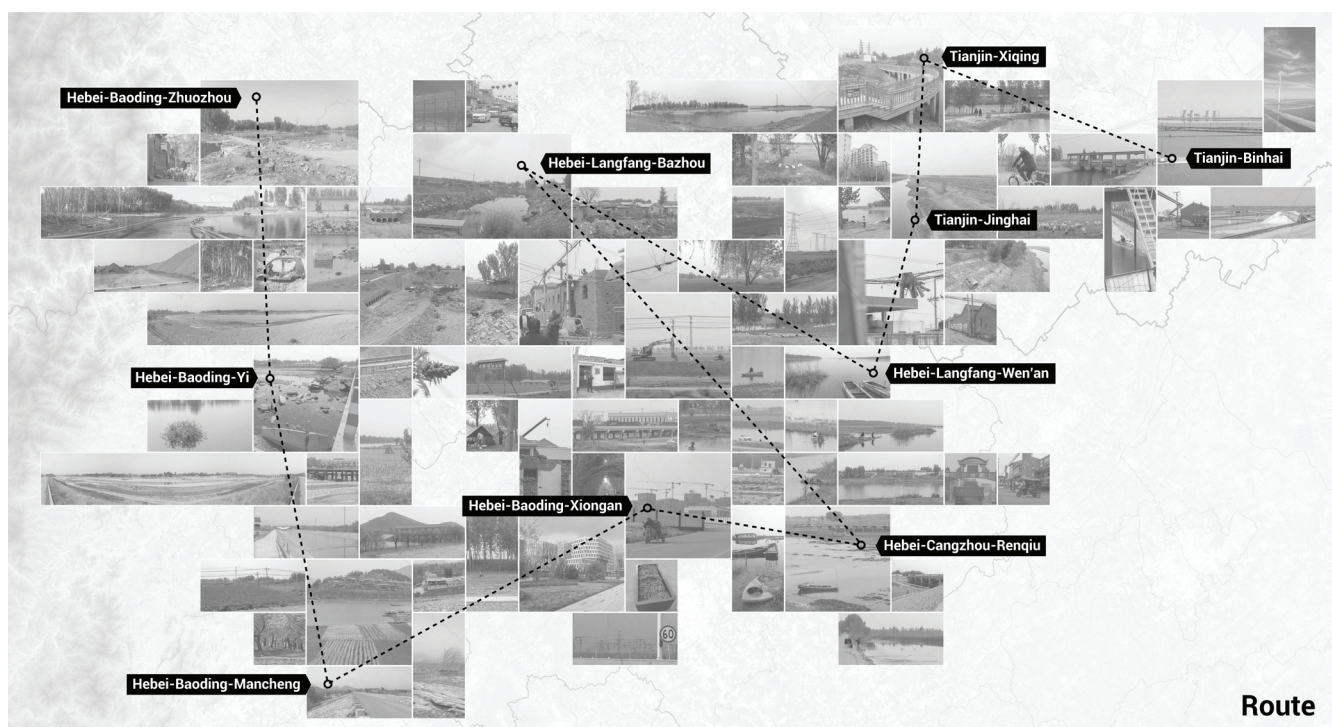 Tianjin-Xiqing
Hebei-Baoding-Zhuozhou
Hebei-Langfang-Bazhou
Tianjin-Binhai
Tianjin-Jinghai
Hebei-Baoding-Yi
Hebei-Langfang-Wen'an
Hebei-Baoding-Xiongan
Hebei-Cangzhou-Renqiu
60
Hebei-Baoding-Mancheng
Route